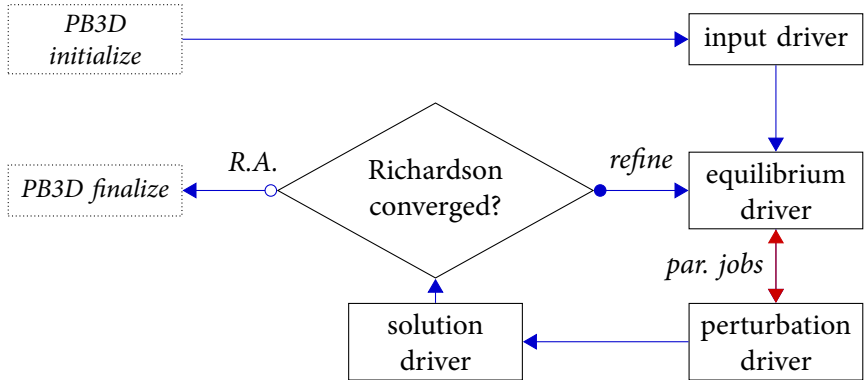 PB3D
initialize
input driver
R.A.
refine
PB3D finalize
Richardson
converged?
equilibrium
driver
par. jobs
solution
driver
perturbation
driver